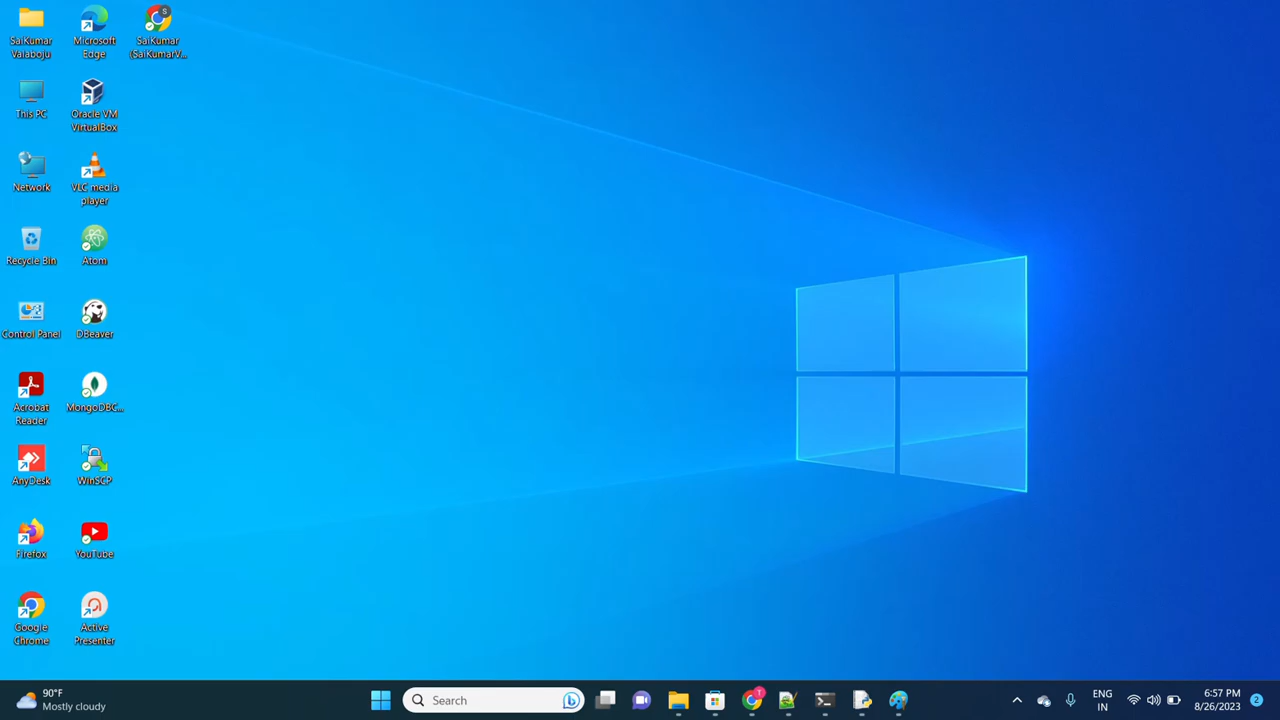 SaiKumar
Valaboju
Microsoft
Edge
SaiKumar
(SaiKumarV...
This PC
Oracle VM
VirtualBox
Network
VLC media
player
Recycle Bin
Atom
Control Panel
DBeaver
Acrobat
Reader
MongoDBC...
AnyDesk
WinSCP
Firefox
YouTube
Google
Chrome
Active
Presenter
90°F
Mostly cloudy
Search
ENG
IN
6:57 PM
8/26/2023
2